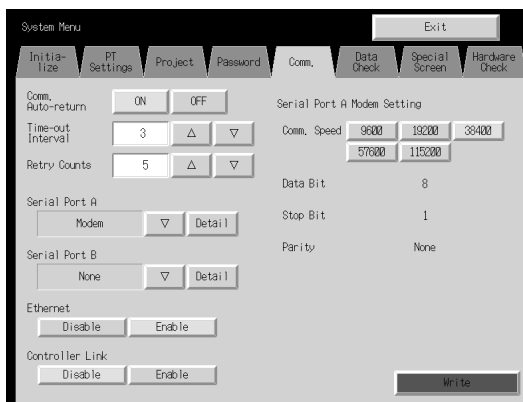 System Menu
Exit
Initia-
lize
PT
Settings
Project
Password
Comm.
Data
Check
Special
Screen
Hardware
Check
Comm.
Auto-return
ON
OFF
Time-out
Interval
3
△
▽
Retry Counts
5
△
▽
Serial Port A
Modem
▽
Detail
Serial Port B
None
▽
Detail
Ethernet
Disable
Enable
Controller Link
Disable
Enable
Serial Port A Modem Setting
Comm. Speed
9600
19200
38400
57600
115200
Data Bit
8
Stop Bit
1
Parity
None
Write